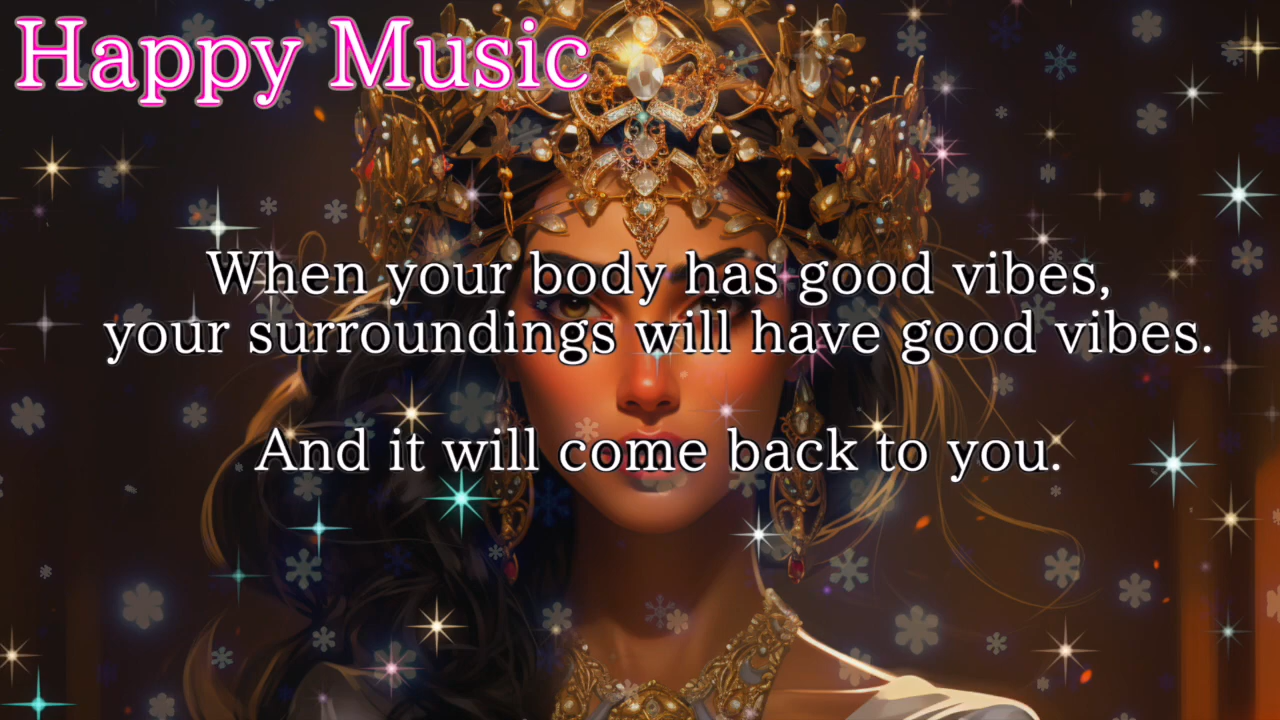 Happy Music
When your body has good vibes,
your surroundings will have good vibes.
And it will come back to you.